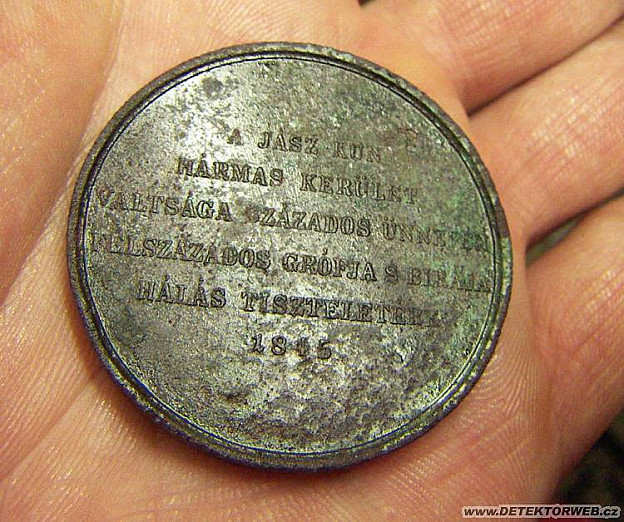 A JÁSZ KUN
HÁRMAS KERÜLET
VÁLTSÁGA SZÁZADOS ÜNNEPÉN
FÉLSZÁZADOS GRÓFJA S BIRÁJA
HÁLÁS TISZTELETÉRE
1845
www.DETEKTORWEB.cz